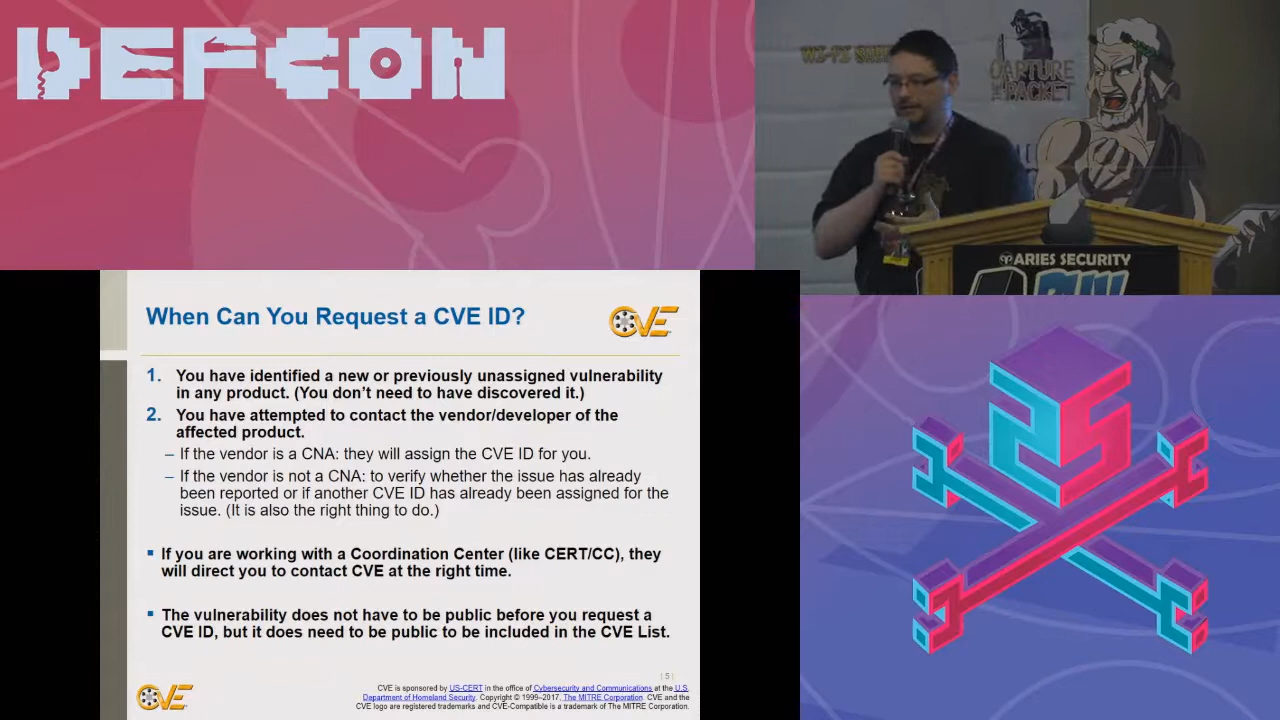 DEFCON
WI-FI
CAPTURE
THE PACKET
ARIES SECURITY
When Can You Request a CVE ID?
CVE
1. You have identified a new or previously unassigned vulnerability
in any product. (You don't need to have discovered it.)
2. You have attempted to contact the vendor/developer of the
affected product.
– If the vendor is a CNA: they will assign the CVE ID for you.
– If the vendor is not a CNA: to verify whether the issue has already
been reported or if another CVE ID has already been assigned for the
issue. (It is also the right thing to do.)
▪ If you are working with a Coordination Center (like CERT/CC), they
will direct you to contact CVE at the right time.
▪ The vulnerability does not have to be public before you request a
CVE ID, but it does need to be public to be included in the CVE List.
| 5 |
CVE
CVE is sponsored by US-CERT in the office of Cybersecurity and Communications at the U.S.
Department of Homeland Security. Copyright © 1999–2017, The MITRE Corporation. CVE and the
CVE logo are registered trademarks and CVE-Compatible is a trademark of The MITRE Corporation.
25